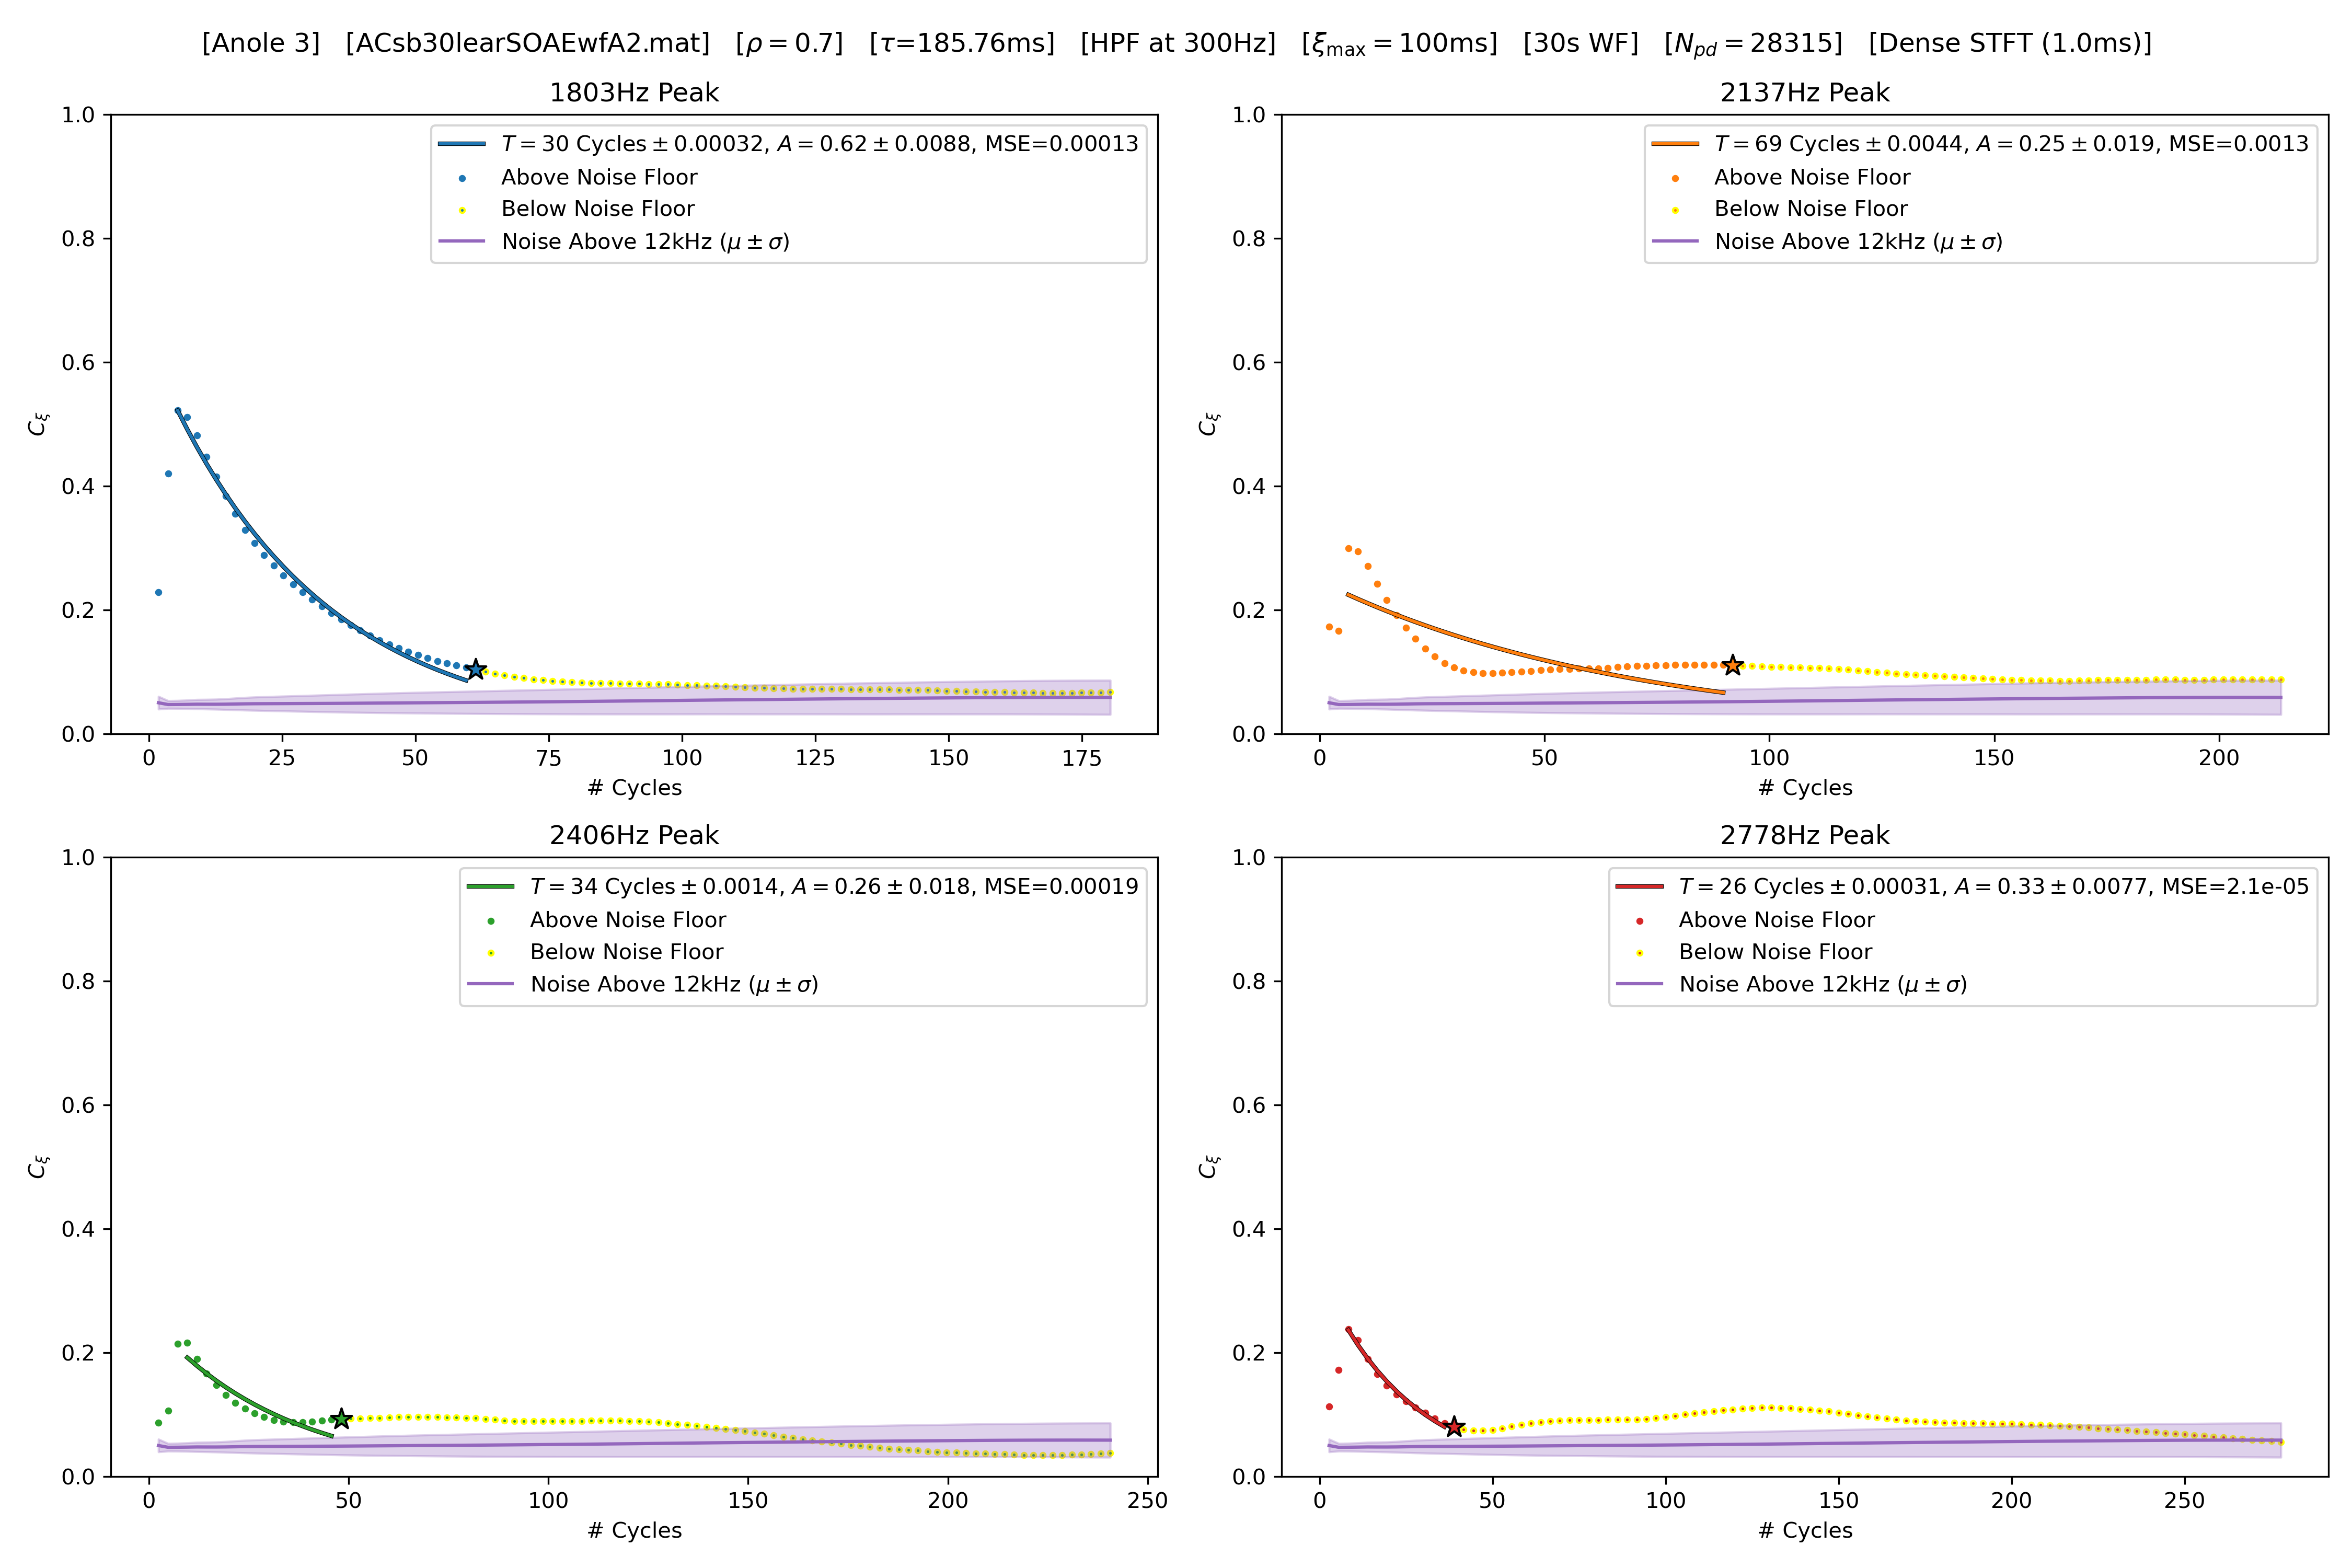 [Anole 3] [ACsb30learSOAEwfA2.mat] [ρ = 0.7] [τ=185.76ms] [HPF at 300Hz] [ξmax = 100ms] [30s WF] [Npd = 28315] [Dense STFT (1.0ms)]
1803Hz Peak
1.0
0.8
0.6
0.4
0.2
0.0
Cξ
T = 30 Cycles ± 0.00032, A = 0.62 ± 0.0088, MSE=0.00013
Above Noise Floor
Below Noise Floor
Noise Above 12kHz (μ ± σ)
0 25 50 75 100 125 150 175
# Cycles
2137Hz Peak
1.0
0.8
0.6
0.4
0.2
0.0
Cξ
T = 69 Cycles ± 0.0044, A = 0.25 ± 0.019, MSE=0.0013
Above Noise Floor
Below Noise Floor
Noise Above 12kHz (μ ± σ)
0 50 100 150 200
# Cycles
2406Hz Peak
1.0
0.8
0.6
0.4
0.2
0.0
Cξ
T = 34 Cycles ± 0.0014, A = 0.26 ± 0.018, MSE=0.00019
Above Noise Floor
Below Noise Floor
Noise Above 12kHz (μ ± σ)
0 50 100 150 200 250
# Cycles
2778Hz Peak
1.0
0.8
0.6
0.4
0.2
0.0
Cξ
T = 26 Cycles ± 0.00031, A = 0.33 ± 0.0077, MSE=2.1e-05
Above Noise Floor
Below Noise Floor
Noise Above 12kHz (μ ± σ)
0 50 100 150 200 250
# Cycles